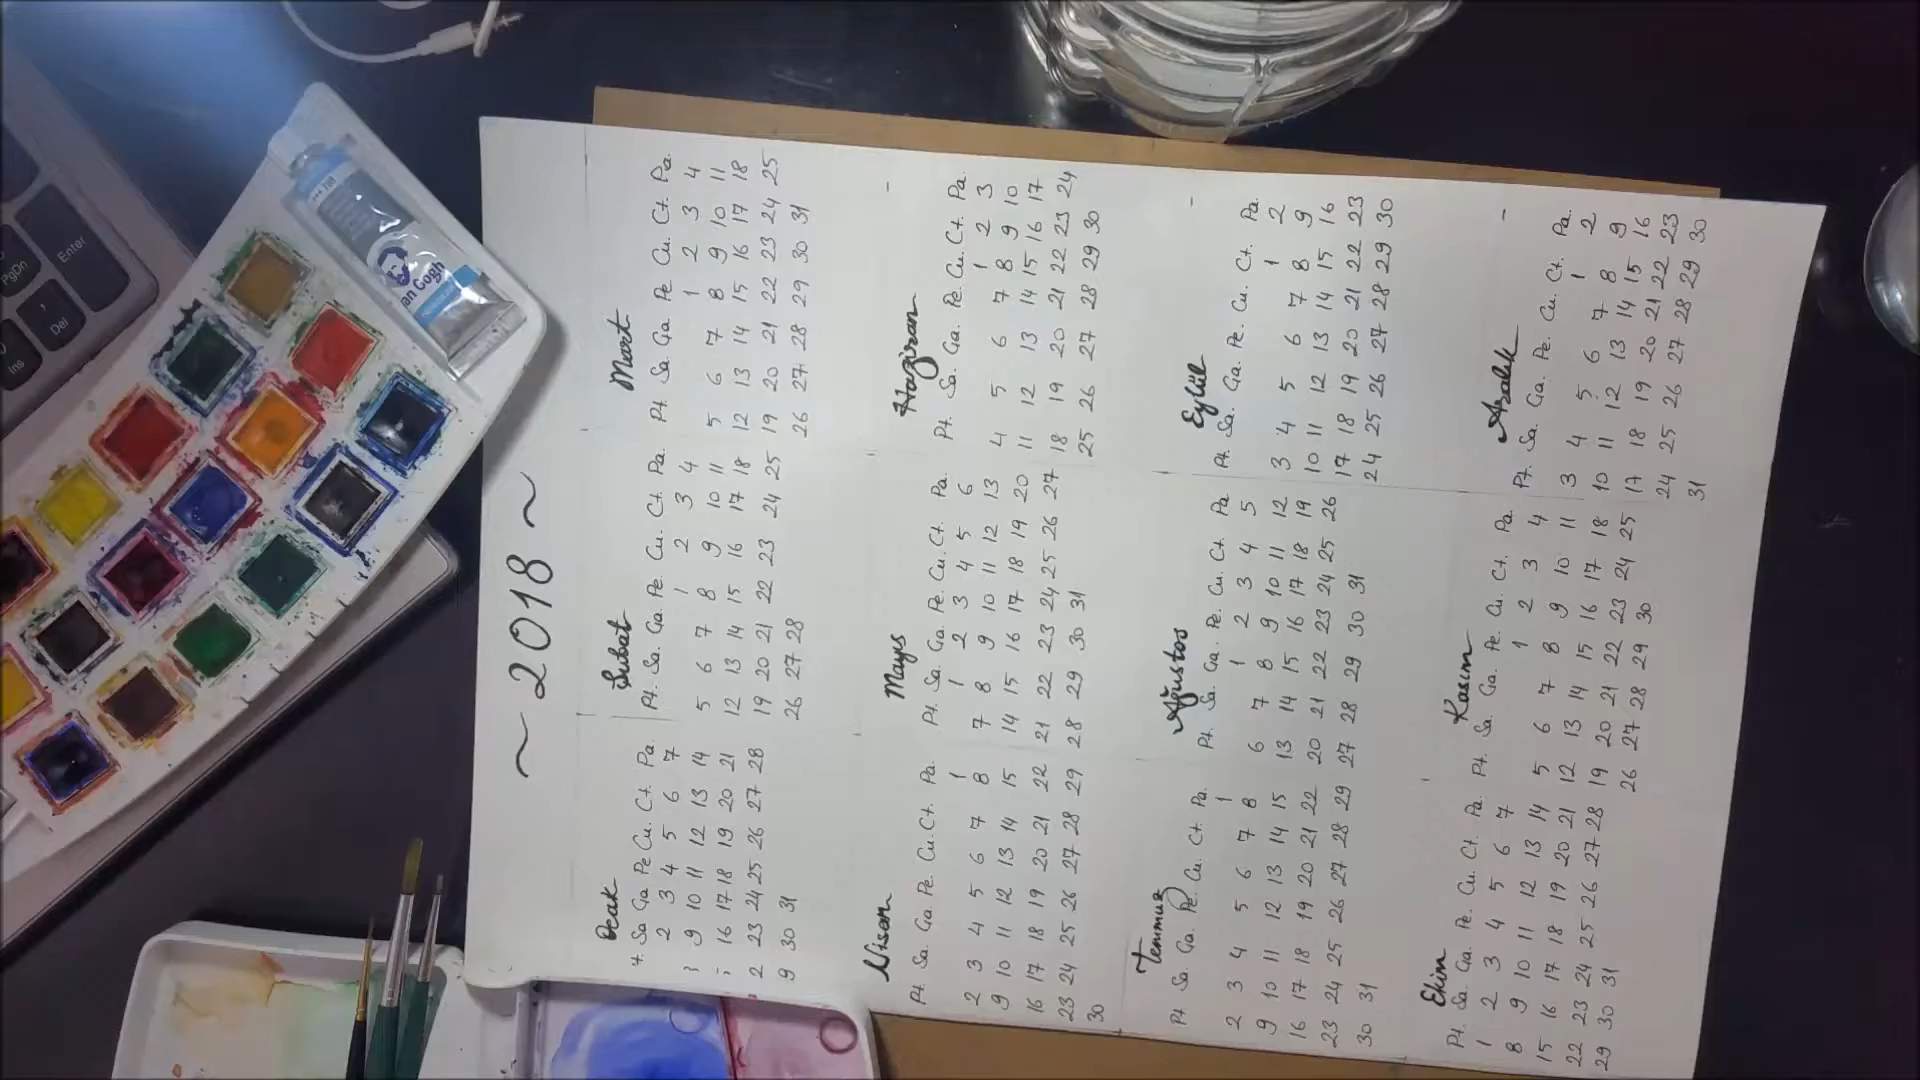 ~ 2018 ~
Ocak
Sa Ça Pe Cu. Ct. Pa.
2 3 4 5 6 7
9 10 11 12 13 14
16 17 18 19 20 21
2 23 24 25 26 27 28
9 30 31
Şubat
Pt. Sa. Ça Pe. Cu. Ct. Pa.
1 2 3 4
5 6 7 8 9 10 11
12 13 14 15 16 17 18
19 20 21 22 23 24 25
26 27 28
Mart
Pt. Sa. Ça Pe Cu. Ct. Pa.
1 2 3 4
5 6 7 8 9 10 11
12 13 14 15 16 17 18
19 20 21 22 23 24 25
26 27 28 29 30 31
Nisan
Pt. Sa. Ça. Pe. Cu. Ct. Pa.
1
2 3 4 5 6 7 8
9 10 11 12 13 14 15
16 17 18 19 20 21 22
23 24 25 26 27 28 29
30
Mayıs
Pt. Sa. Ça. Pe. Cu. Ct. Pa.
1 2 3 4 5 6
7 8 9 10 11 12 13
14 15 16 17 18 19 20
21 22 23 24 25 26 27
28 29 30 31
Haziran
Pt. Sa. Ça. Pe. Cu. Ct. Pa.
1 2 3
4 5 6 7 8 9 10
11 12 13 14 15 16 17
18 19 20 21 22 23 24
25 26 27 28 29 30
Temmuz
Pt Sa. Ça. Pe. Cu. Ct. Pa.
1
2 3 4 5 6 7 8
9 10 11 12 13 14 15
16 17 18 19 20 21 22
23 24 25 26 27 28 29
30 31
Ağustos
Pt. Sa. Ça. Pe. Cu. Ct. Pa
1 2 3 4 5
6 7 8 9 10 11 12
13 14 15 16 17 18 19
20 21 22 23 24 25 26
27 28 29 30 31
Eylül
Pt. Sa. Ça. Pe. Cu. Ct. Pa.
1 2
3 4 5 6 7 8 9
10 11 12 13 14 15 16
17 18 19 20 21 22 23
24 25 26 27 28 29 30
Ekim
Pt. Sa. Ça. Pe. Cu. Ct. Pa.
1 2 3 4 5 6 7
8 9 10 11 12 13 14
15 16 17 18 19 20 21
22 23 24 25 26 27 28
29 30 31
Kasım
Pt. Sa. Ça. Pe. Cu. Ct. Pa.
1 2 3 4
5 6 7 8 9 10 11
12 13 14 15 16 17 18
19 20 21 22 23 24 25
26 27 28 29 30
Aralık
Pt. Sa. Ça. Pe. Cu. Ct. Pa.
1 2
3 4 5 6 7 8 9
10 11 12 13 14 15 16
17 18 19 20 21 22 23
24 25 26 27 28 29 30
31
an Gogh
PgDn
Enter
Ins
Del